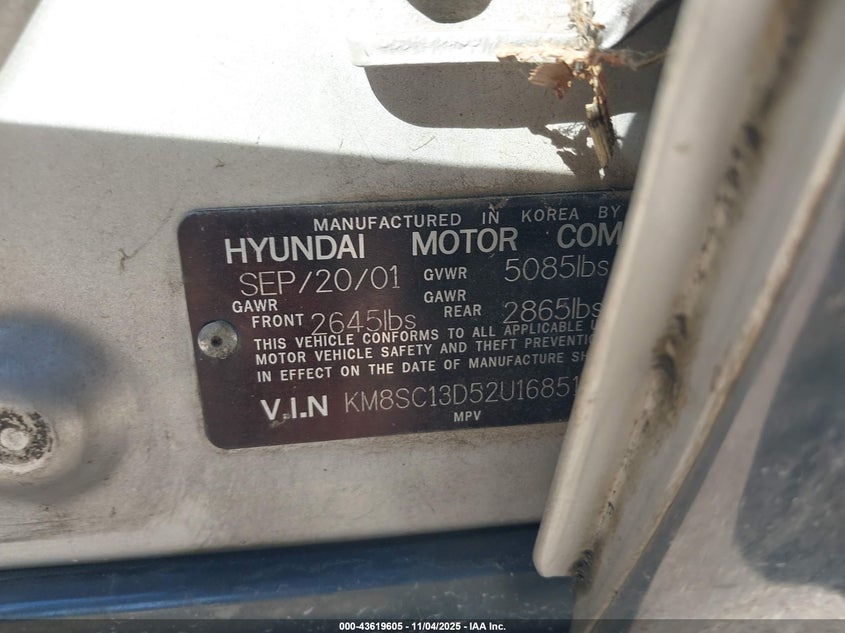 MANUFACTURED IN KOREA BY
HYUNDAI MOTOR COM
SEP/20/01 GVWR 5085lbs
GAWR FRONT 2645lbs GAWR REAR 2865lbs
THIS VEHICLE CONFORMS TO ALL APPLICABLE
MOTOR VEHICLE SAFETY AND THEFT PREVENTIO
IN EFFECT ON THE DATE OF MANUFACTURE SH
V.I.N KM8SC13D52U16851
MPV
000-43619605 - 11/04/2025 - IAA Inc.